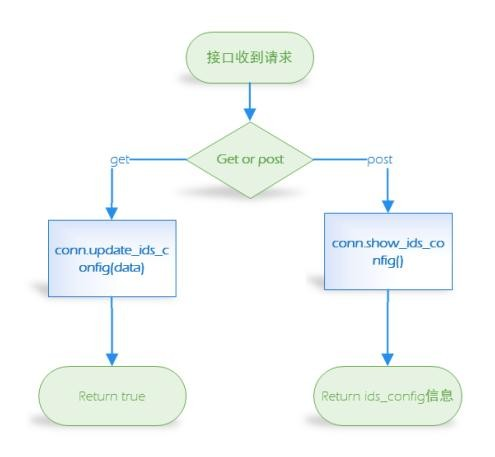 接口收到请求
Get or post
get
post
conn.update_ids_c
onfig(data)
conn.show_ids_co
nfig()
Return true
Return ids_config信息